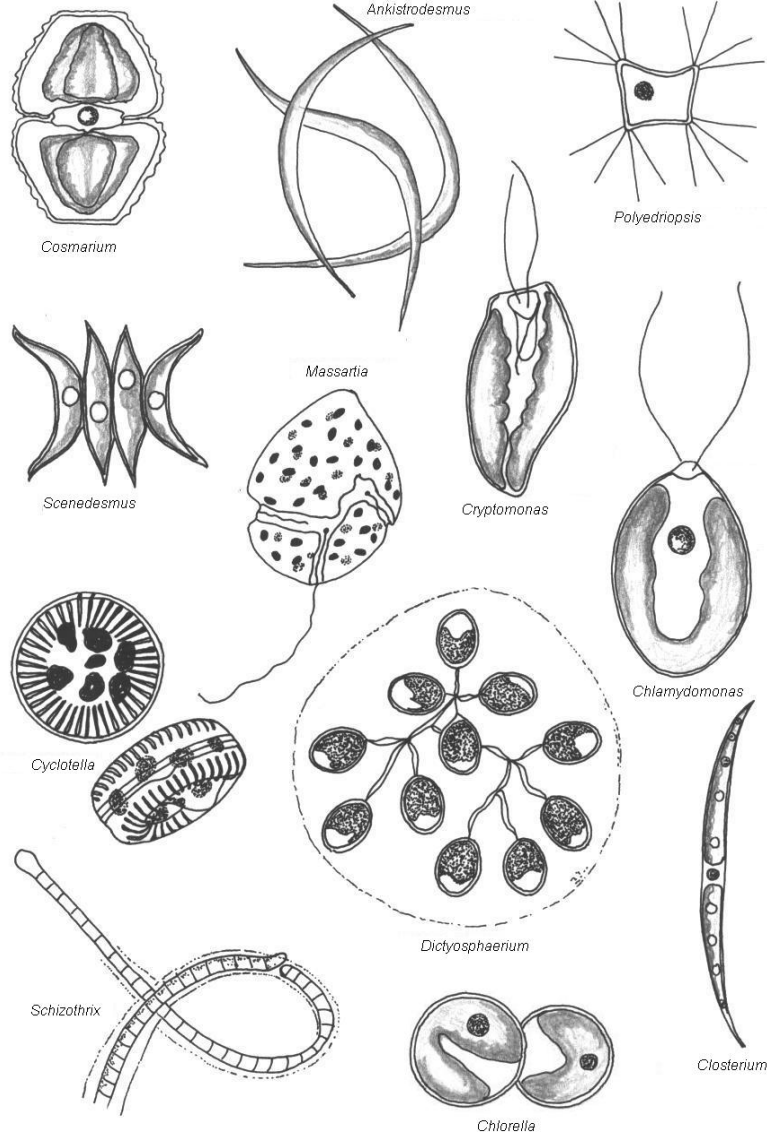 Ankistrodesmus
Polyedriopsis
Cosmarium
Massartia
Scenedesmus
Cryptomonas
Chlamydomonas
Cyclotella
Dictyosphaerium
Schizothrix
Closterium
Chlorella